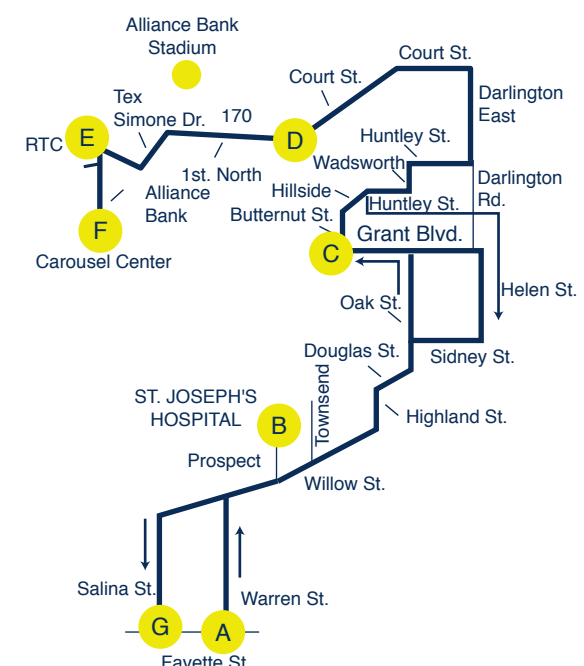 Alliance Bank
Stadium
Court St.
Court St.
Darlington
East
Tex
Simone Dr.
170
D
E
RTC
1st. North
Huntley St.
Wadsworth
Alliance
Bank
Hillside
Huntley St.
Darlington
Rd.
Butternut St.
F
Grant Blvd.
C
Carousel Center
Oak St.
Helen St.
Douglas St.
Sidney St.
Townsend
ST. JOSEPH'S
HOSPITAL
B
Highland St.
Prospect
Willow St.
Salina St.
Warren St.
G
A
Fayette St.